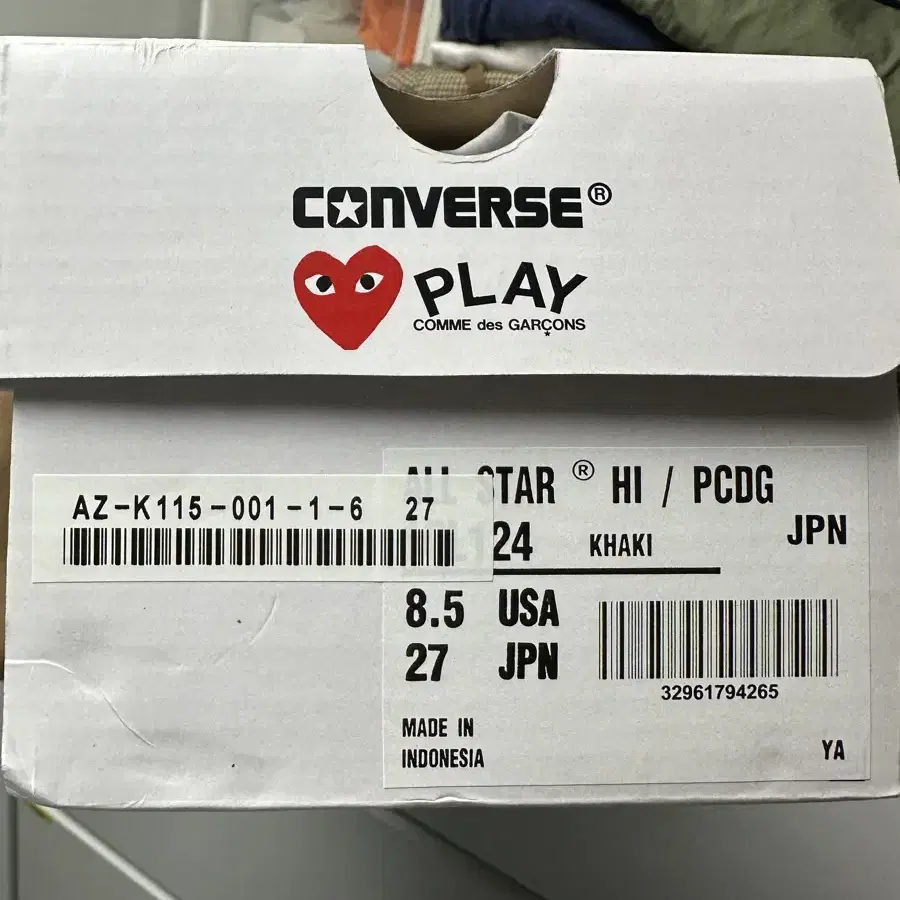 CONVERSE®
PLAY
COMME des GARÇONS
AZ-K115-001-1-6 27
ALL STAR ® HI / PCDG
24 KHAKI JPN
8.5 USA
27 JPN
32961794265
MADE IN
INDONESIA
YA